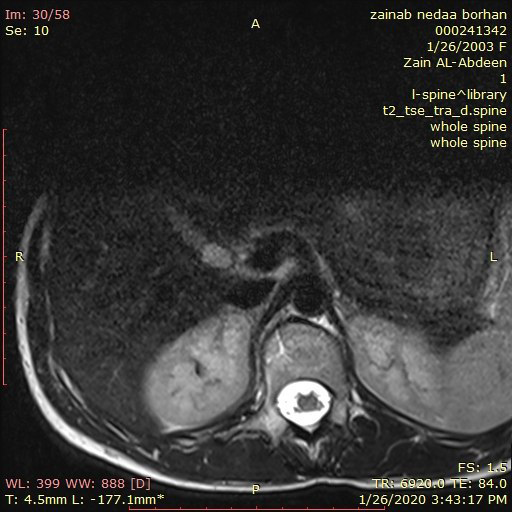 Im: 30/58
Se: 10
A
zainab nedaa borhan
000241342
1/26/2003 F
Zain AL-Abdeen
1
l-spine^library
t2_tse_tra_d.spine
whole spine
whole spine
R
L
WL: 399 WW: 888 [D]
T: 4.5mm L: -177.1mm*
P
FS: 1.5
TR: 6920.0 TE: 84.0
1/26/2020 3:43:17 PM